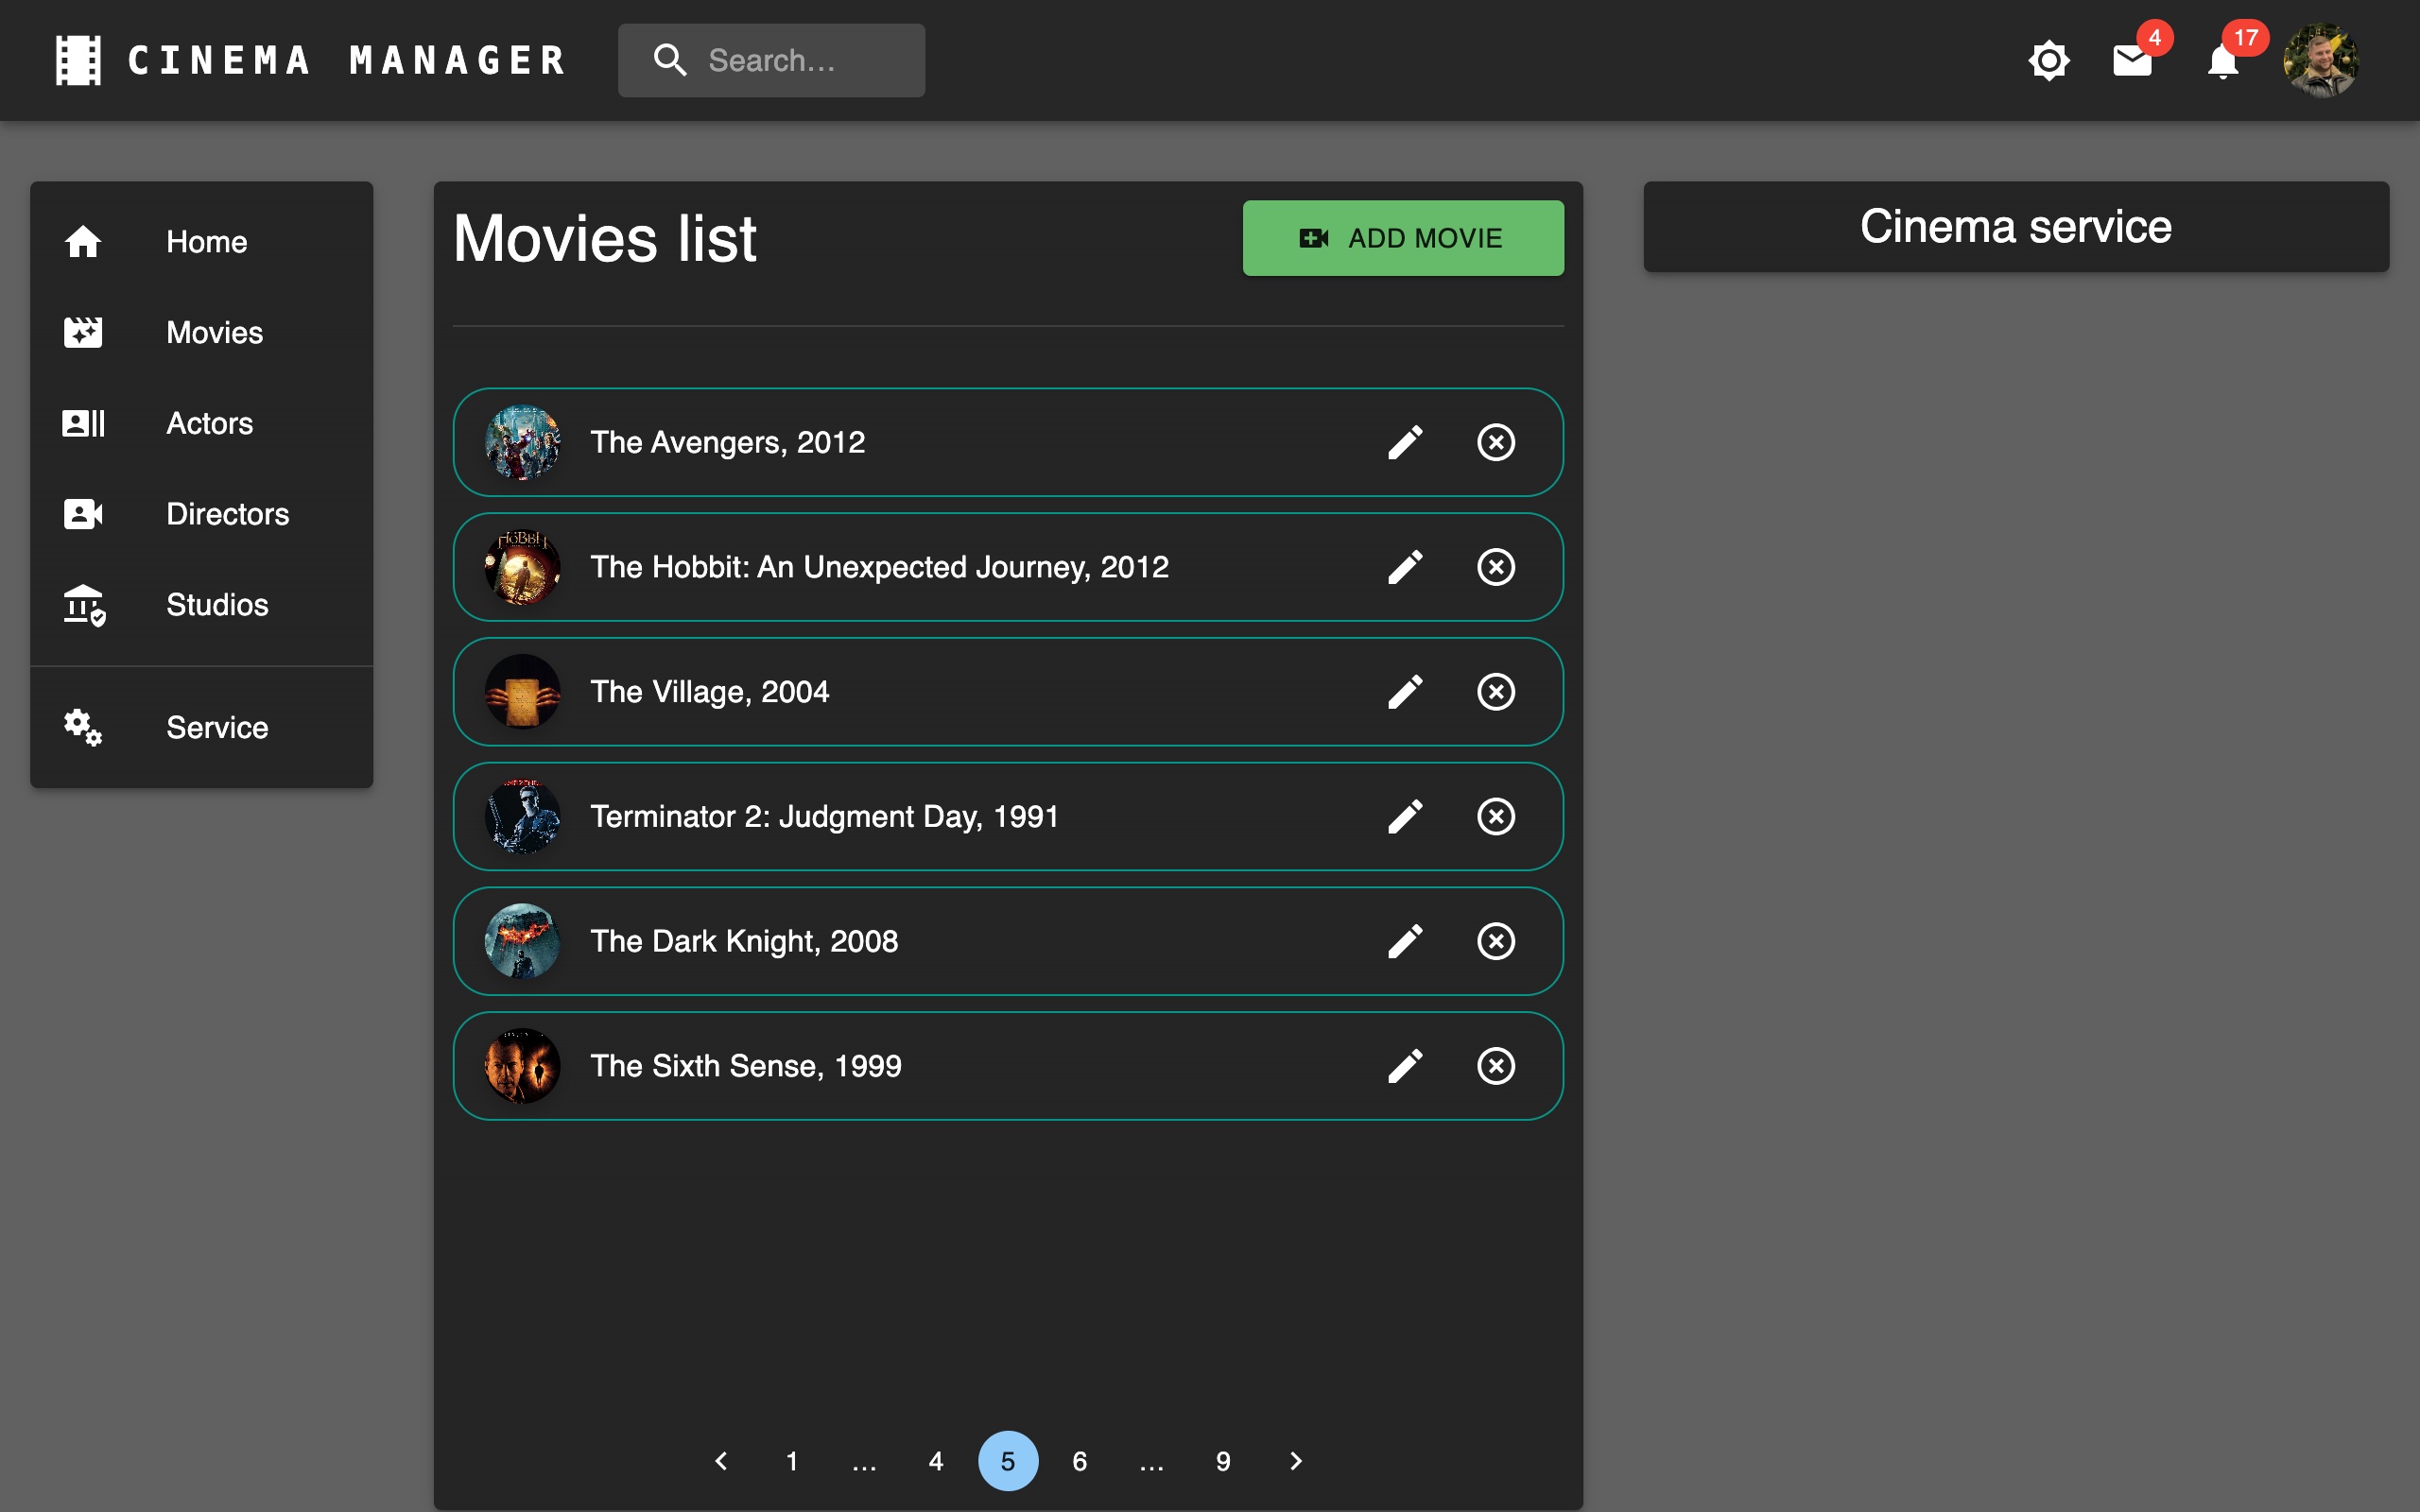 CINEMA MANAGER
Search...
4
17
Home
Movies
Actors
Directors
Studios
Service
Movies list
ADD MOVIE
The Avengers, 2012
The Hobbit: An Unexpected Journey, 2012
The Village, 2004
Terminator 2: Judgment Day, 1991
The Dark Knight, 2008
The Sixth Sense, 1999
1 ... 4 5 6 ... 9
Cinema service